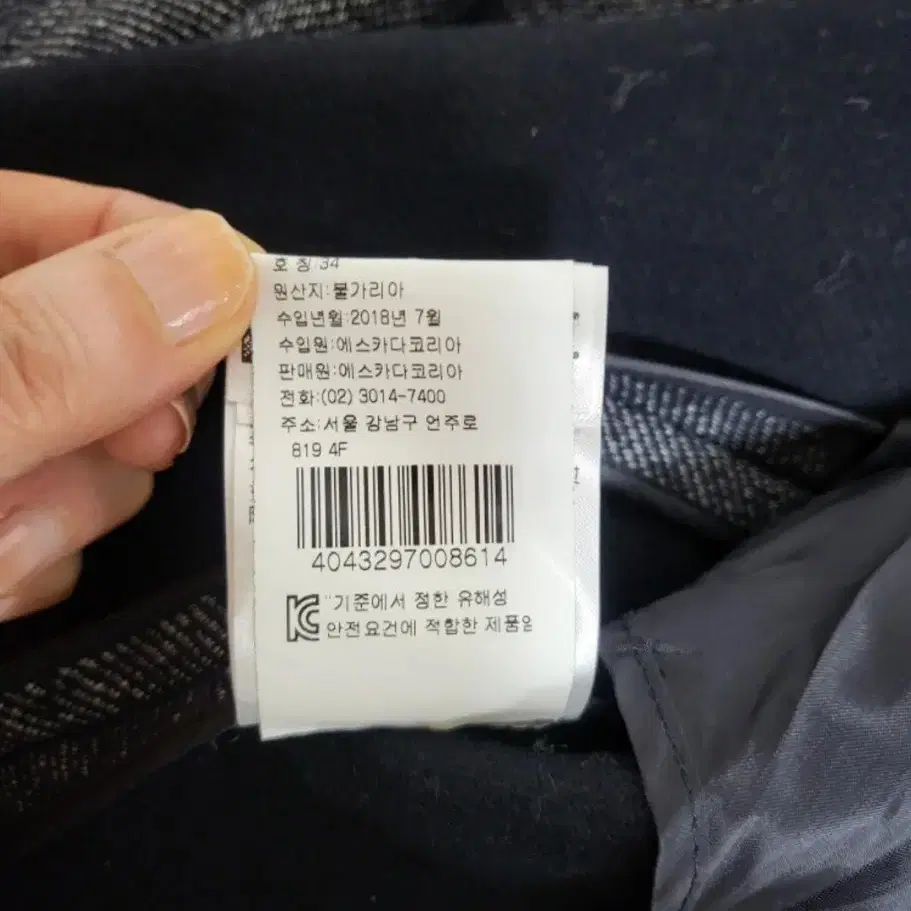 호 칭:34
원산지:불가리아
수입년월:2018년 7월
수입원:에스카다코리아
판매원:에스카다코리아
전화:(02) 3014-7400
주소:서울 강남구 언주로
819 4F
4043297008614
"기준에서 정한 유해성
안전요건에 적합한 제품임